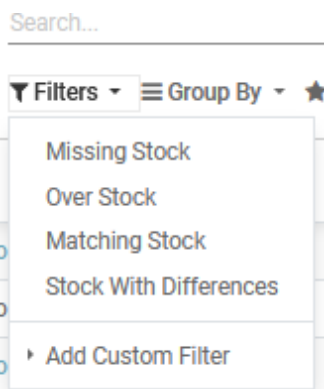 Search...
Filters
Group By
Missing Stock
Over Stock
Matching Stock
Stock With Differences
Add Custom Filter